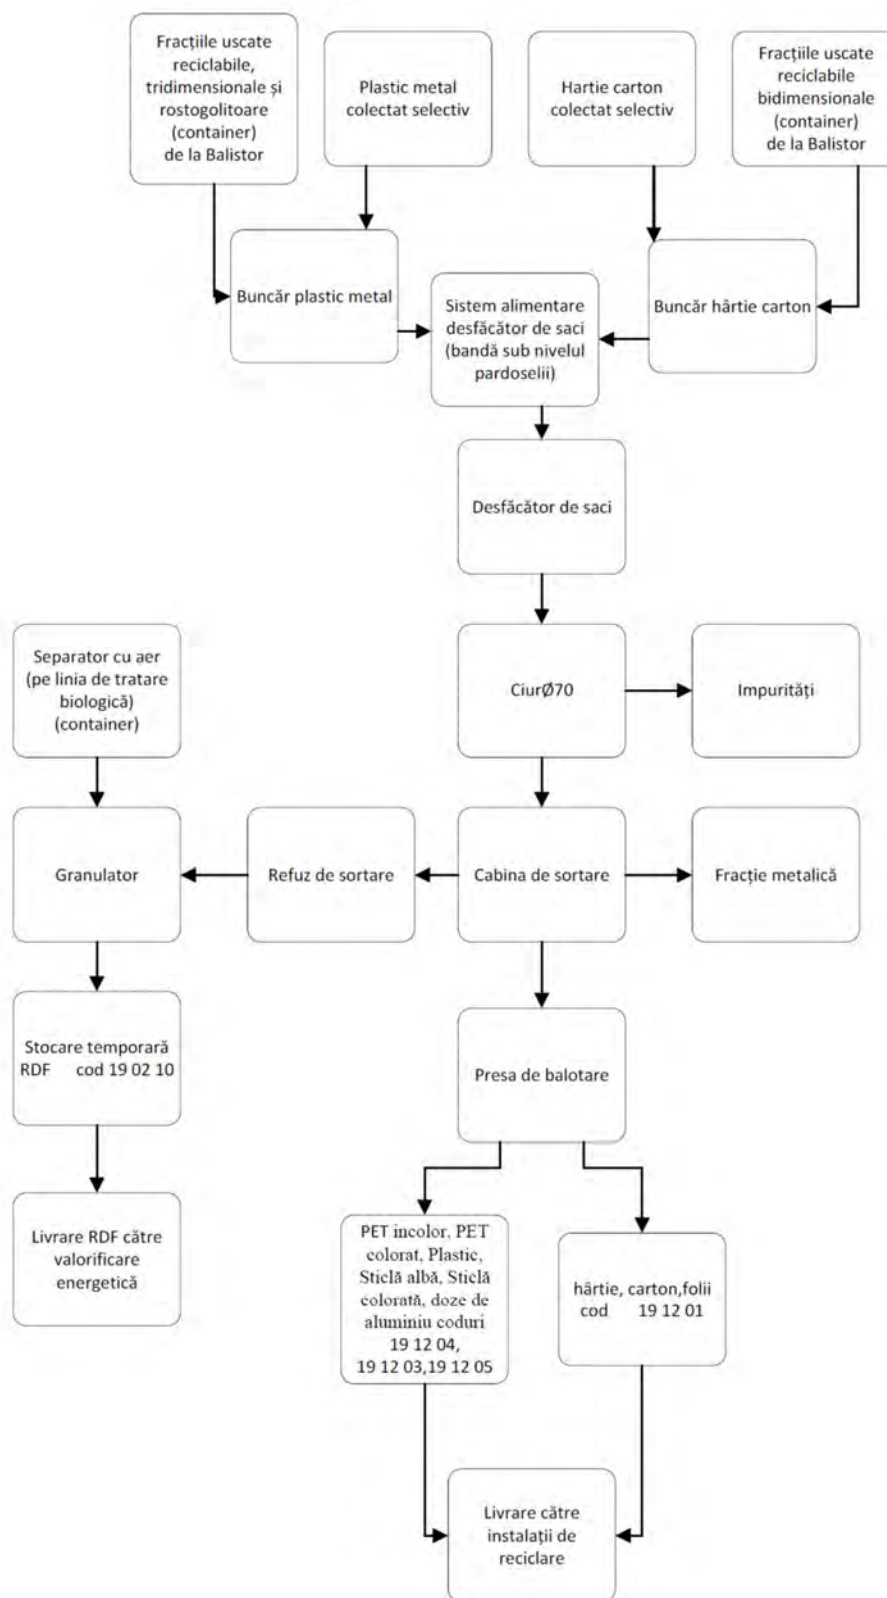 Fracțiile uscate
reciclabile,
tridimensionale și
rostogolitoare
(container)
de la Balistor
Plastic metal
colectat selectiv
Hartie carton
colectat selectiv
Fracțiile uscate
reciclabile
bidimensionale
(container)
de la Balistor
Buncăr plastic metal
Sistem alimentare
desfăcător de saci
(bandă sub nivelul
pardoselii)
Buncăr hârtie carton
Desfăcător de saci
Separator cu aer
(pe linia de tratare
biologică)
(container)
CiurØ70
Impurități
Granulator
Refuz de sortare
Cabina de sortare
Fracție metalică
Stocare temporară
RDF cod 19 02 10
Presa de balotare
Livrare RDF către
valorificare
energetică
PET incolor, PET
colorat, Plastic,
Sticlă albă, Sticlă
colorată, doze de
aluminiu coduri
19 12 04,
19 12 03,19 12 05
hârtie, carton,folii
cod 19 12 01
Livrare către
instalații de
reciclare